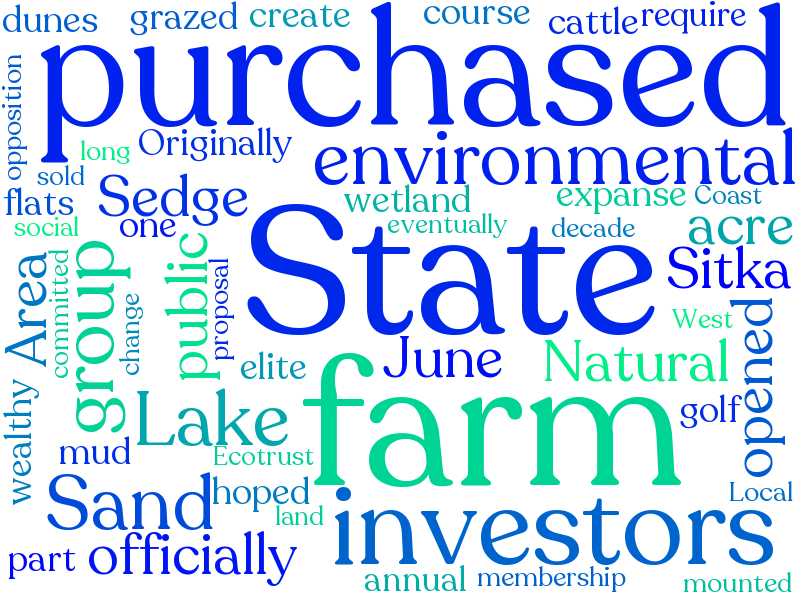 dunes
grazed
create
course
cattle
require
purchased
opposition
long
Originally
environmental
sold
flats
Sedge
wetland
expanse
Coast
social
one
eventually
decade
acre
State
public
group
Area
committed
change
proposal
Sitka
West
opened
June
Natural
elite
farm
wealthy
Lake
golf
mud
Ecotrust
Sand
hoped
land
investors
Local
part
officially
annual
membership
mounted